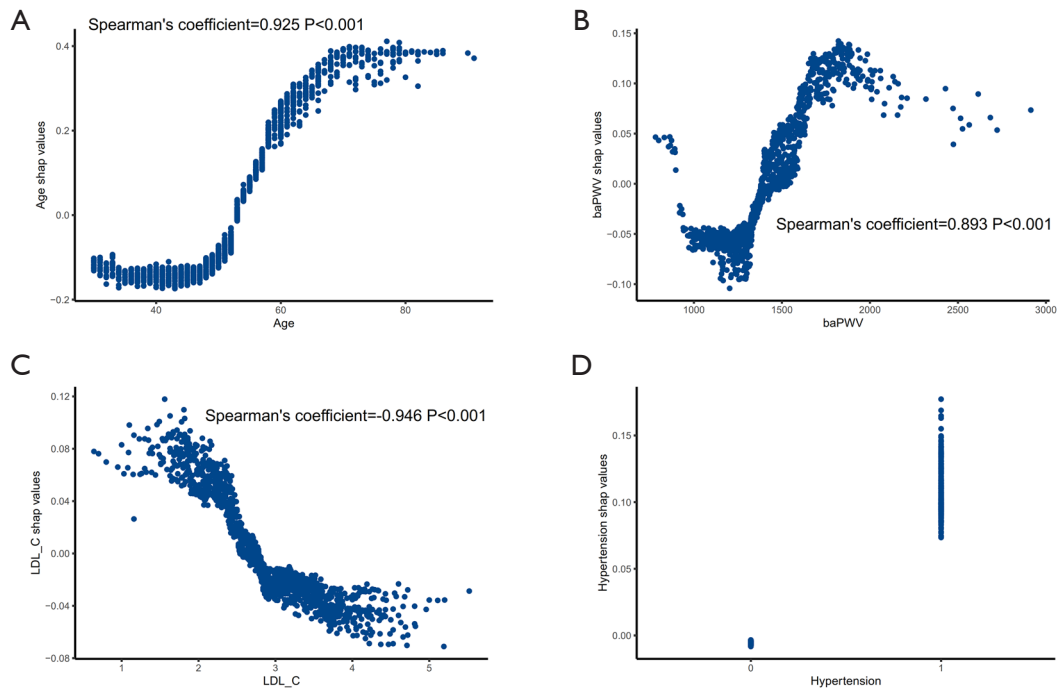 A
Spearman's coefficient=0.925 P<0.001
0.4
0.2
0.0
−0.2
Age shap values
40
60
80
Age
B
0.15
0.10
0.05
0.00
−0.05
−0.10
baPWV shap values
Spearman's coefficient=0.893 P<0.001
1000
1500
2000
2500
3000
baPWV
C
Spearman's coefficient=-0.946 P<0.001
0.12
0.08
0.04
0.00
−0.04
−0.08
LDL_C shap values
1
2
3
4
5
LDL_C
D
0.15
0.10
0.05
0.00
Hypertension shap values
0
1
Hypertension